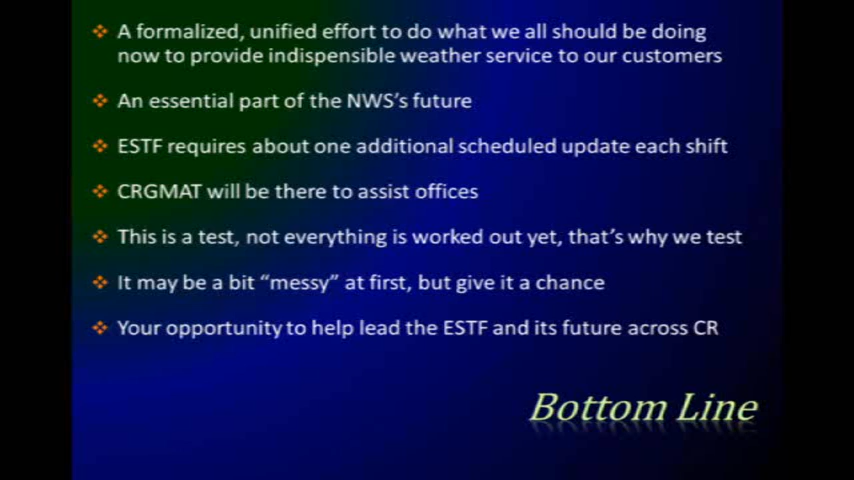 A formalized, unified effort to do what we all should be doing
now to provide indispensible weather service to our customers
An essential part of the NWS's future
ESTF requires about one additional scheduled update each shift
CRGMAT will be there to assist offices
This is a test, not everything is worked out yet, that's why we test
It may be a bit “messy” at first, but give it a chance
Your opportunity to help lead the ESTF and its future across CR
Bottom Line